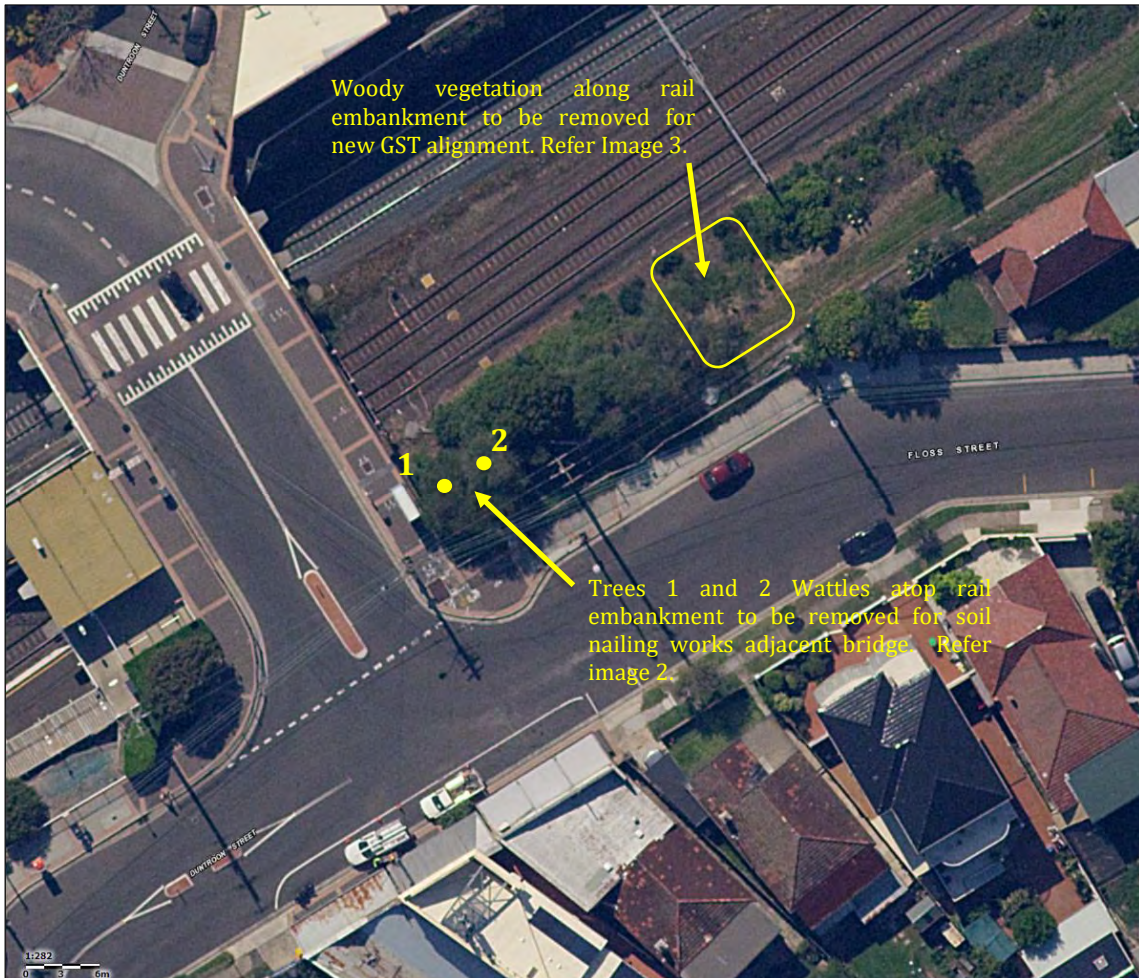 DUNTROON STREET
Woody vegetation along rail
embankment to be removed for
new GST alignment. Refer Image 3.
FLOSS STREET
2
1
Trees 1 and 2 Wattles atop rail
embankment to be removed for soil
nailing works adjacent bridge. Refer
image 2.
DUNTROON STREET
1:282
0 3 6m